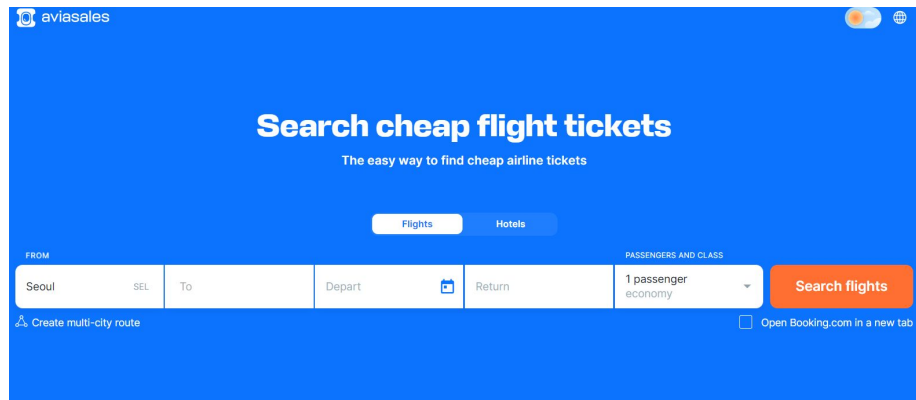 aviasales
Search cheap flight tickets
The easy way to find cheap airline tickets
Flights Hotels
FROM PASSENGERS AND CLASS
Seoul SEL To Depart Return 1 passenger
economy
Search flights
Create multi-city route Open Booking.com in a new tab